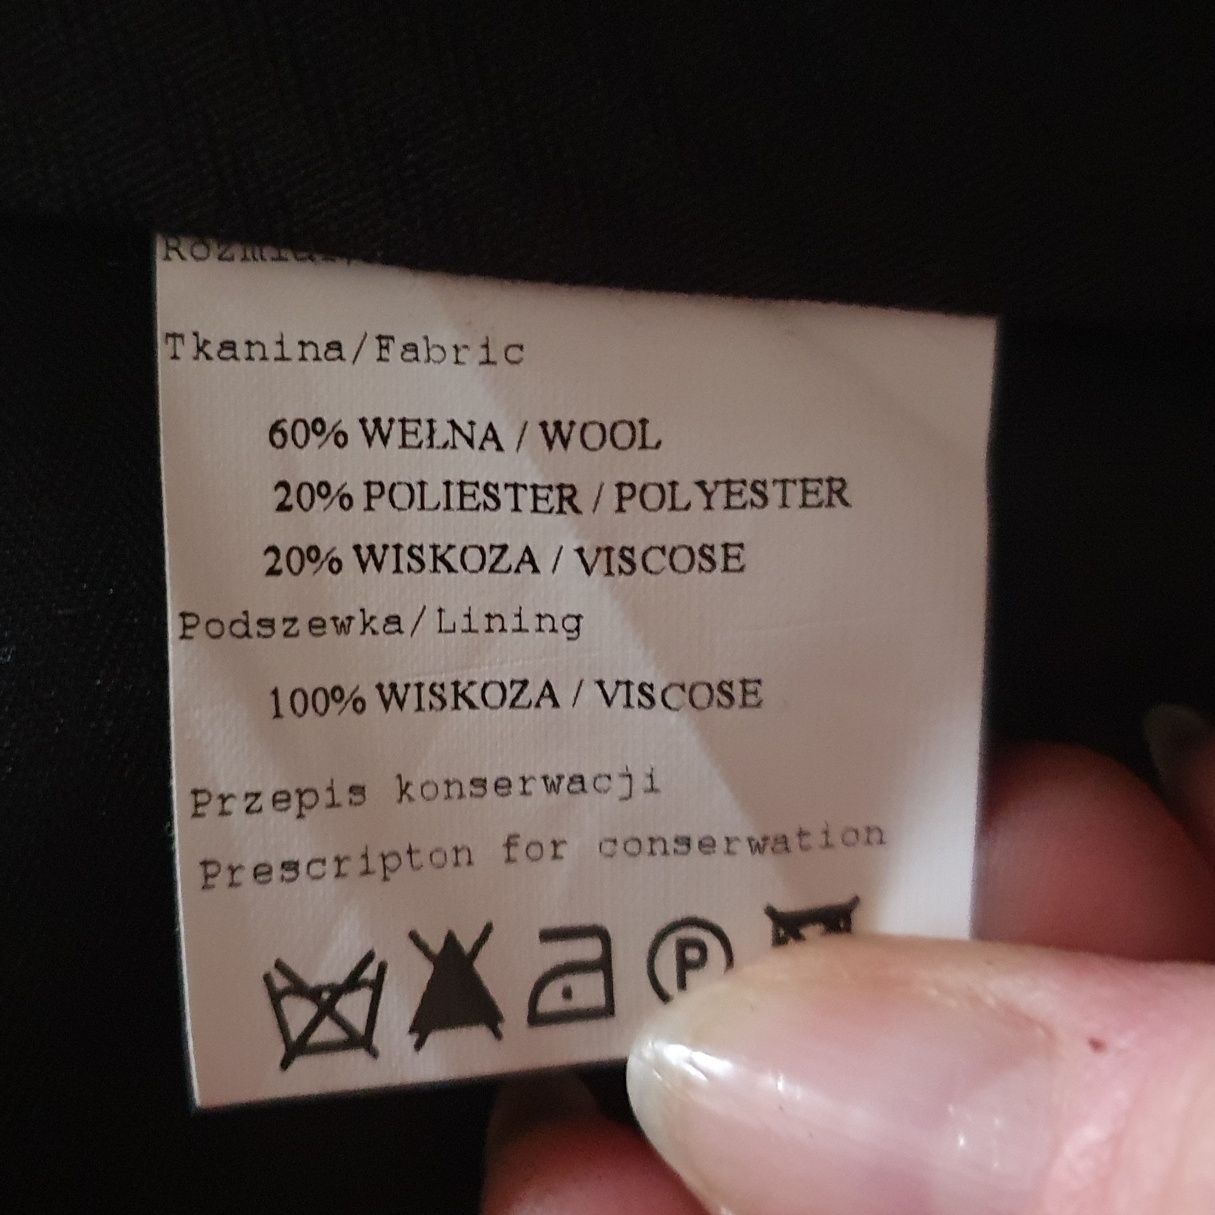 Tkanina/Fabric
60% WEŁNA / WOOL
20% POLIESTER / POLYESTER
20% WISKOZA / VISCOSE
Podszewka/Lining
100% WISKOZA / VISCOSE
Przepis konserwacji
Prescripton for conserwation
P